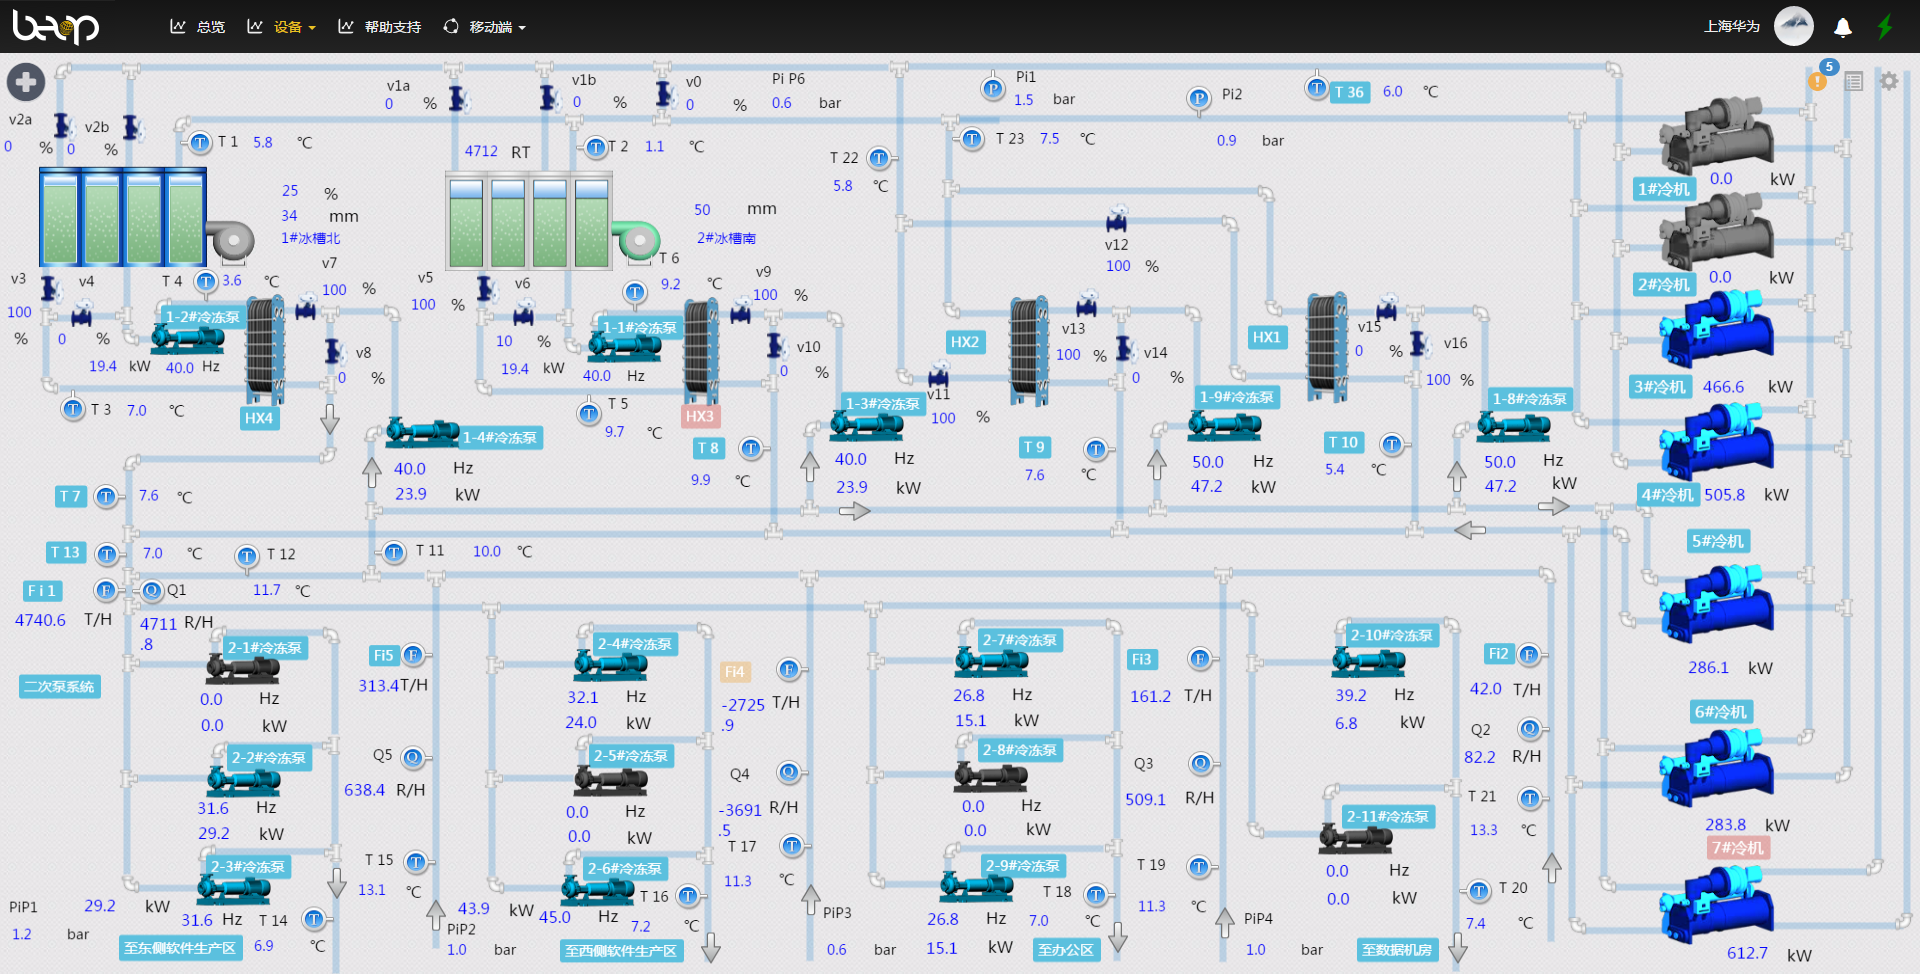 beop
总览
设备
帮助支持
移动端
上海华为
5
v2a
0 %
v2b
0 %
T 1 5.8 ℃
v1a
0 %
v1b
0 %
v0
0 %
Pi P6
0.6 bar
Pi1
1.5 bar
Pi2
0.9 bar
T 36 6.0 ℃
4712 RT
T 2 1.1 ℃
T 22
5.8 ℃
T 23 7.5 ℃
25 %
34 mm
1#冰槽北
50 mm
2#冰槽南
v3
100
%
v4
0 %
T 4 3.6 ℃
v7
100 %
v5
100 %
v6
10 %
T 6
9.2 ℃
v9
100 %
v12
100 %
1-2#冷冻泵
19.4 kW 40.0 Hz
HX4
v8
0 %
T 3 7.0 ℃
1-1#冷冻泵
19.4 kW
40.0 Hz
HX3
v10
0 %
T 5
9.7 ℃
1-4#冷冻泵
40.0 Hz
23.9 kW
T 8
9.9 ℃
1-3#冷冻泵
40.0 Hz
23.9 kW
v11
100 %
HX2
v13
100 %
v14
0 %
T 9
7.6 ℃
1-9#冷冻泵
50.0 Hz
47.2 kW
HX1
v15
0 %
v16
100 %
T 10
5.4 ℃
1-8#冷冻泵
50.0 Hz
47.2 kW
1#冷机
0.0 kW
2#冷机
0.0 kW
3#冷机 466.6 kW
4#冷机 505.8 kW
5#冷机
286.1 kW
6#冷机
283.8 kW
7#冷机
612.7 kW
T 7 7.6 ℃
T 13 7.0 ℃
T 12
11.7 ℃
T 11 10.0 ℃
Fi 1
4740.6 T/H
Q1
4711 R/H
.8
二次泵系统
2-1#冷冻泵
0.0 Hz
0.0 kW
2-2#冷冻泵
31.6 Hz
29.2 kW
2-3#冷冻泵
29.2 kW
31.6 Hz
PiP1
1.2 bar
T 14
6.9 ℃
至东侧软件生产区
Fi5
313.4 T/H
Q5
638.4 R/H
T 15
13.1 ℃
PiP2
1.0 bar
2-4#冷冻泵
32.1 Hz
24.0 kW
2-5#冷冻泵
0.0 Hz
0.0 kW
2-6#冷冻泵
43.9 kW
45.0 Hz
T 16
7.2 ℃
至西侧软件生产区
Fi4
-2725 T/H
.9
Q4
-3691 R/H
.5
T 17
11.3 ℃
PiP3
0.6 bar
2-7#冷冻泵
26.8 Hz
15.1 kW
2-8#冷冻泵
0.0 Hz
0.0 kW
2-9#冷冻泵
26.8 Hz
15.1 kW
T 18
7.0 ℃
至办公区
Fi3
161.2 T/H
Q3
509.1 R/H
T 19
11.3 ℃
PiP4
1.0 bar
2-10#冷冻泵
39.2 Hz
6.8 kW
2-11#冷冻泵
0.0 Hz
0.0 kW
至数据机房
Fi2
42.0 T/H
Q2
82.2 R/H
T 21
13.3 ℃
T 20
7.4 ℃